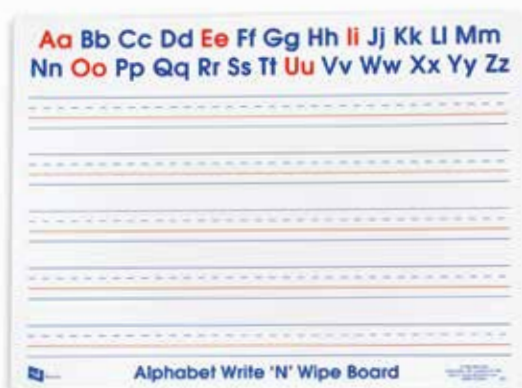 Aa Bb Cc Dd Ee Ff Gg Hh Ii Jj Kk Ll Mm
Nn Oo Pp Qq Rr Ss Tt Uu Vv Ww Xx Yy Zz
Alphabet Write 'N' Wipe Board